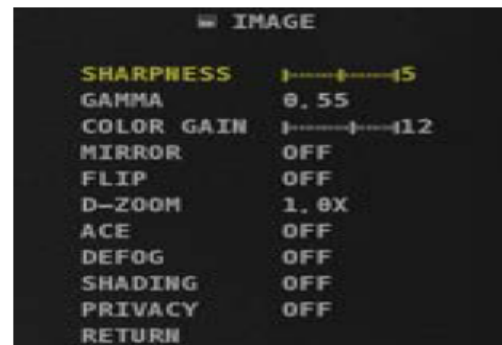 IMAGE
SHARPNESS 5
GAMMA 0.55
COLOR GAIN 12
MIRROR OFF
FLIP OFF
D-ZOOM 1.0X
ACE OFF
DEFOG OFF
SHADING OFF
PRIVACY OFF
RETURN